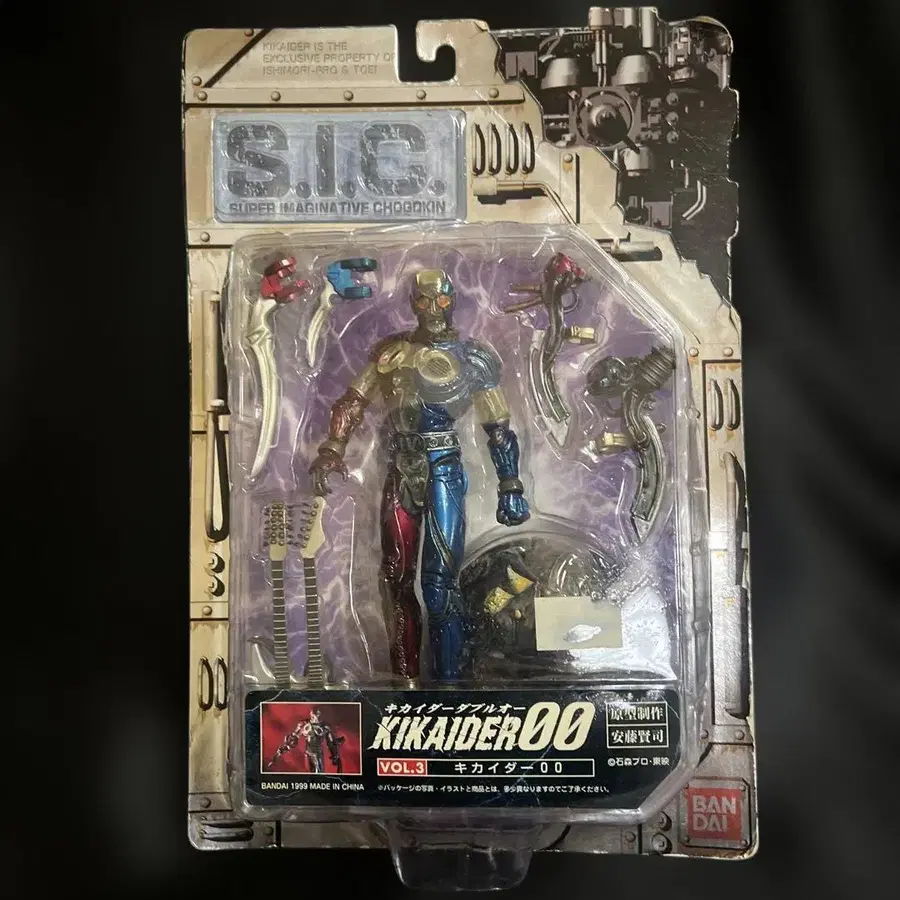 KIKAIDER IS THE
EXCLUSIVE PROPERTY OF
ISHIMORI-PRO & TOEI
S.I.C.
SUPER IMAGINATIVE CHOGOKIN
キカイダーダブルオー
KIKAIDER00
VOL.3 キカイダー00
原型制作
安藤賢司
©石森プロ・東映
BANDAI 1999 MADE IN CHINA
※パッケージの写真・イラストと商品とは、多少異なりますのでご了承ください。
BAN
DAI